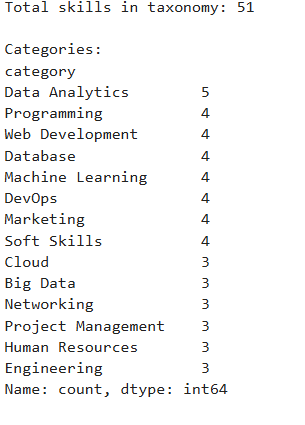 Total skills in taxonomy: 51
Categories:
category
Data Analytics 5
Programming 4
Web Development 4
Database 4
Machine Learning 4
DevOps 4
Marketing 4
Soft Skills 4
Cloud 3
Big Data 3
Networking 3
Project Management 3
Human Resources 3
Engineering 3
Name: count, dtype: int64